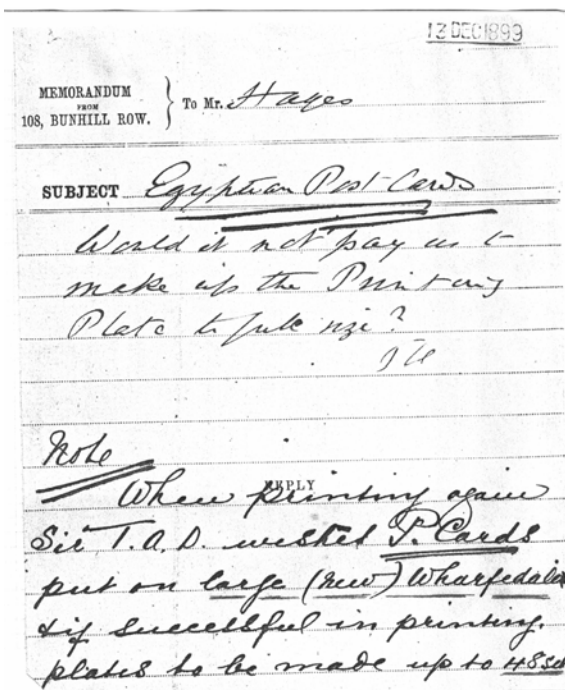 13 DEC 1899
MEMORANDUM
FROM
108, BUNHILL ROW.
To Mr. Hayes
SUBJECT Egyptian Post Cards
Would it not pay us to
make up the Printing
Plate to full size?
Note
REPLY
When printing again
Sir T.A.D. wished P. Cards
put on large (new) Wharfedale
& if successful in printing.
plates to be made up to 48